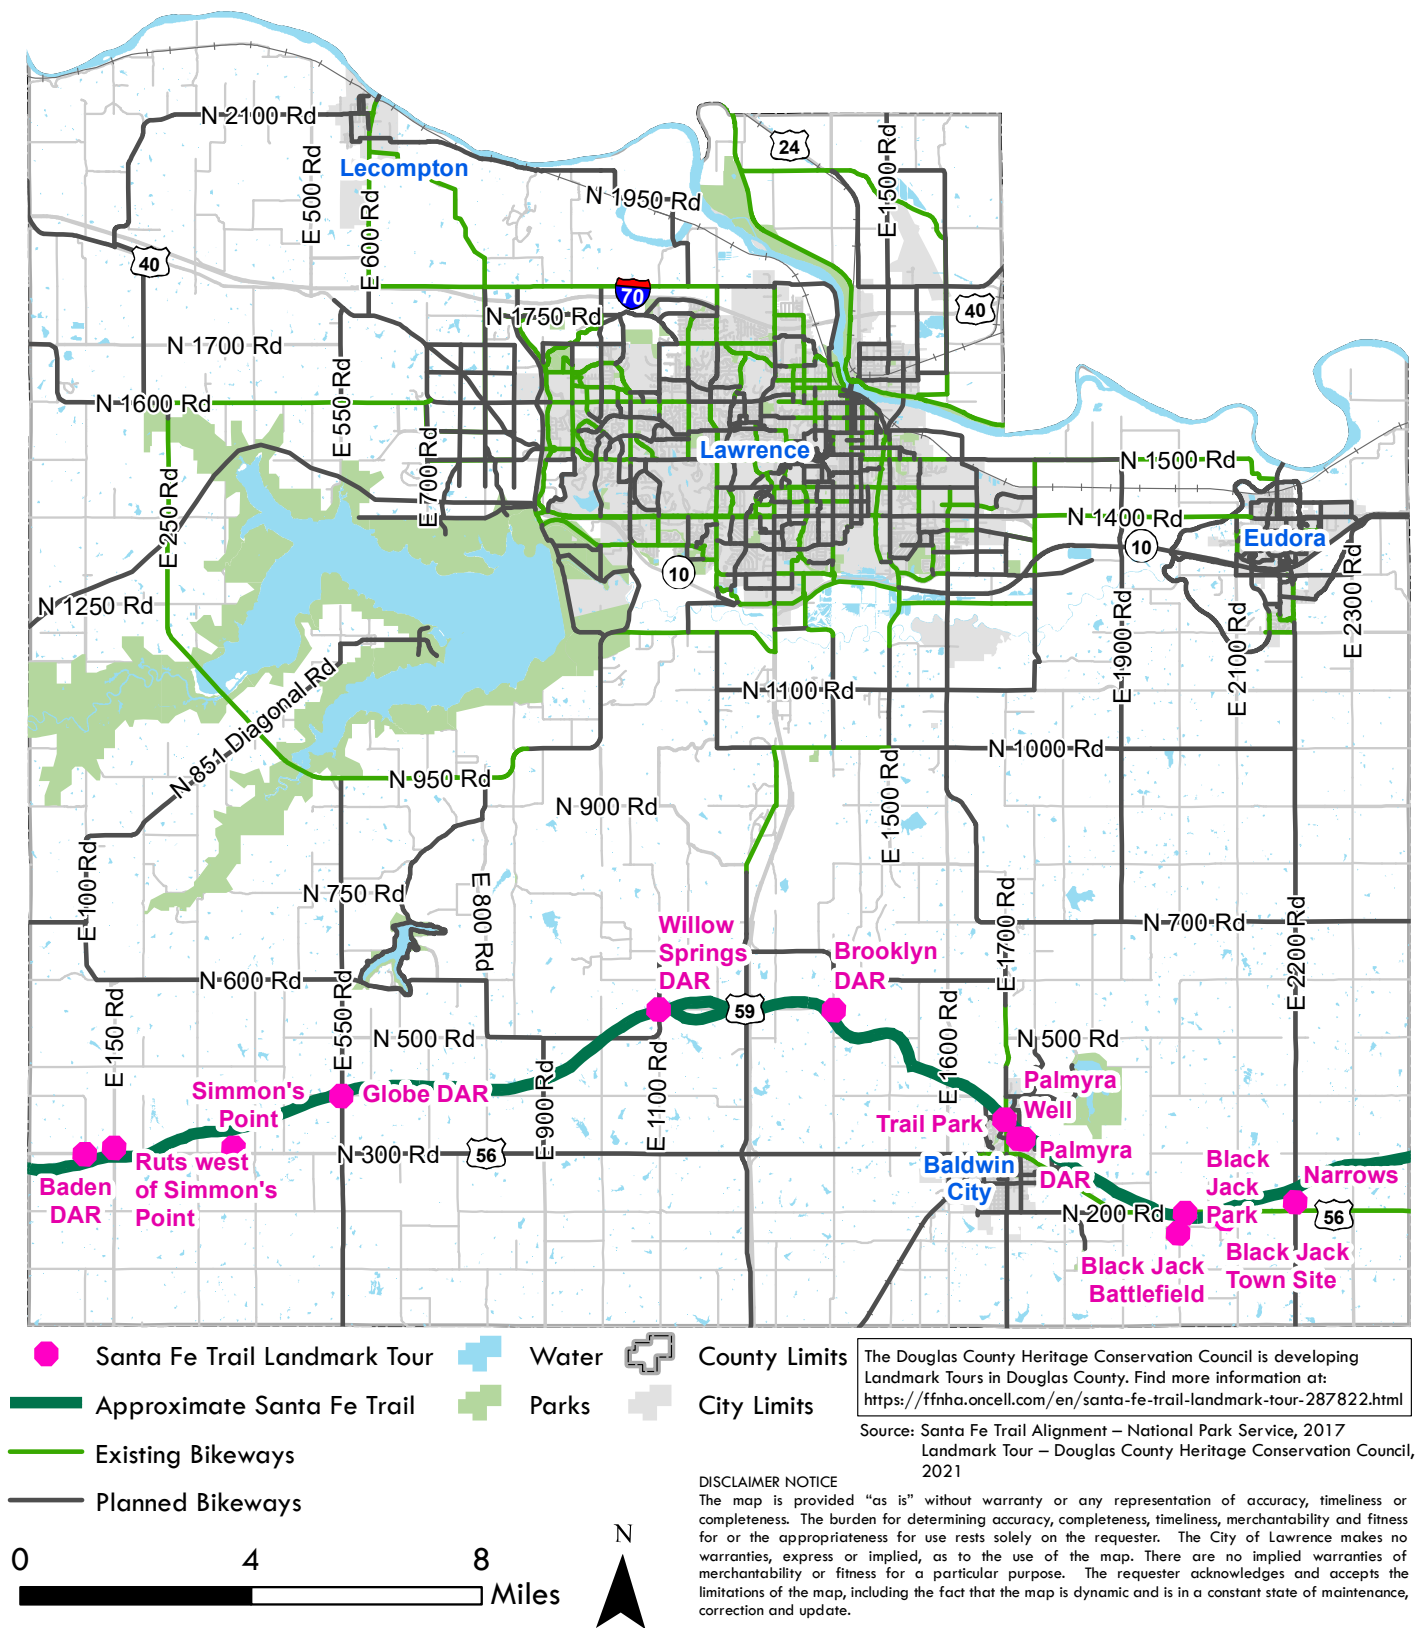 N 2100 Rd
24
E 500 Rd
E 1500 Rd
Lecompton
N 1950 Rd
E 600 Rd
40
70
40
N 1750 Rd
N 1700 Rd
E 550 Rd
N 1600 Rd
E 700 Rd
Lawrence
N 1500 Rd
E 250 Rd
N 1400 Rd
10
Eudora
10
N 1250 Rd
E 1900 Rd
E 2100 Rd
E 2300 Rd
N 851 Diagonal Rd
N 1100 Rd
N 1000 Rd
N 950 Rd
N 900 Rd
E 1500 Rd
E 100 Rd
N 750 Rd
E 800 Rd
E 1700 Rd
N 700 Rd
E 2200 Rd
Willow
Springs
DAR
Brooklyn
DAR
N 600 Rd
E 550 Rd
59
E 150 Rd
N 500 Rd
E 1600 Rd
N 500 Rd
E 900 Rd
E 1100 Rd
Simmon's
Point
Globe DAR
Palmyra
Well
Trail Park
N 300 Rd
56
Palmyra
DAR
Baldwin
City
Baden
DAR
Ruts west
of Simmon's
Point
Black
Jack
Park
Narrows
N 200 Rd
56
Black Jack
Battlefield
Black Jack
Town Site
Santa Fe Trail Landmark Tour
Water
County Limits
Approximate Santa Fe Trail
Parks
City Limits
Existing Bikeways
Planned Bikeways
The Douglas County Heritage Conservation Council is developing
Landmark Tours in Douglas County. Find more information at:
https://ffnha.oncell.com/en/santa-fe-trail-landmark-tour-287822.html
Source: Santa Fe Trail Alignment – National Park Service, 2017
Landmark Tour – Douglas County Heritage Conservation Council,
2021
DISCLAIMER NOTICE
The map is provided “as is” without warranty or any representation of accuracy, timeliness or
completeness. The burden for determining accuracy, completeness, timeliness, merchantability and fitness
for or the appropriateness for use rests solely on the requester. The City of Lawrence makes no
warranties, express or implied, as to the use of the map. There are no implied warranties of
merchantability or fitness for a particular purpose. The requester acknowledges and accepts the
limitations of the map, including the fact that the map is dynamic and is in a constant state of maintenance,
correction and update.
N
0 4 8
Miles